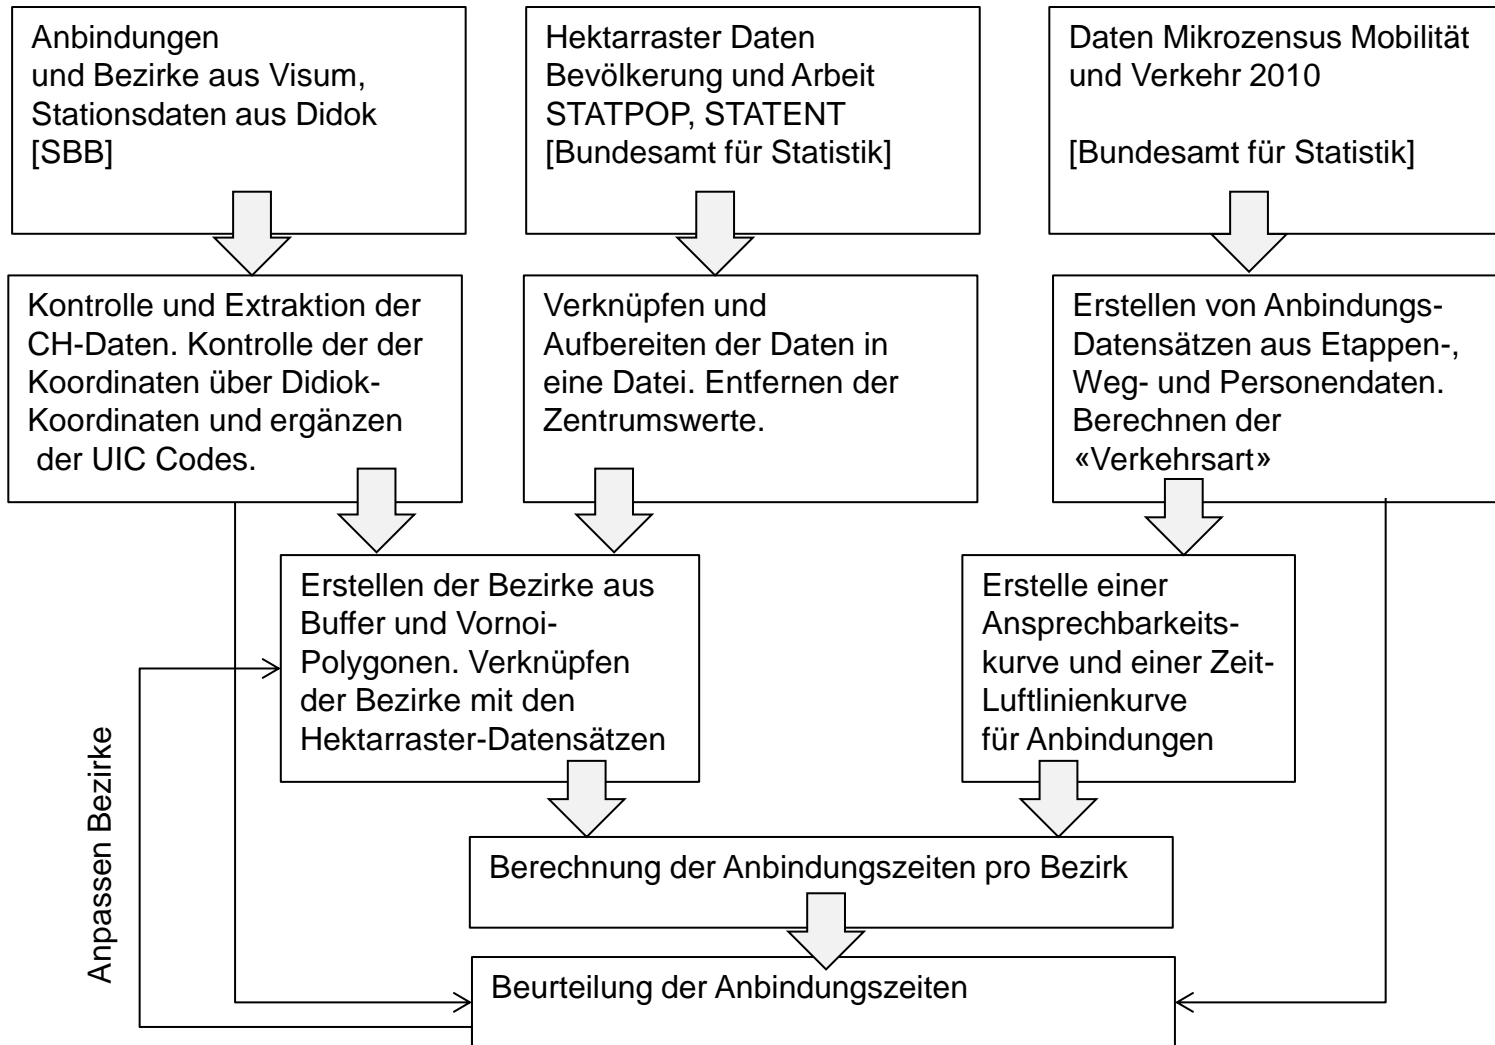 Anbindungen
und Bezirke aus Visum,
Stationsdaten aus Didok
[SBB]
Hektarraster Daten
Bevölkerung und Arbeit
STATPOP, STATENT
[Bundesamt für Statistik]
Daten Mikrozensus Mobilität
und Verkehr 2010
[Bundesamt für Statistik]
Kontrolle und Extraktion der
CH-Daten. Kontrolle der der
Koordinaten über Didiok-
Koordinaten und ergänzen
der UIC Codes.
Verknüpfen und
Aufbereiten der Daten in
eine Datei. Entfernen der
Zentrumswerte.
Erstellen von Anbindungs-
Datensätzen aus Etappen-,
Weg- und Personendaten.
Berechnen der
«Verkehrsart»
Erstellen der Bezirke aus
Buffer und Vornoi-
Polygonen. Verknüpfen
der Bezirke mit den
Hektarraster-Datensätzen
Erstelle einer
Ansprechbarkeits-
kurve und einer Zeit-
Luftlinienkurve
für Anbindungen
Anpassen Bezirke
Berechnung der Anbindungszeiten pro Bezirk
Beurteilung der Anbindungszeiten